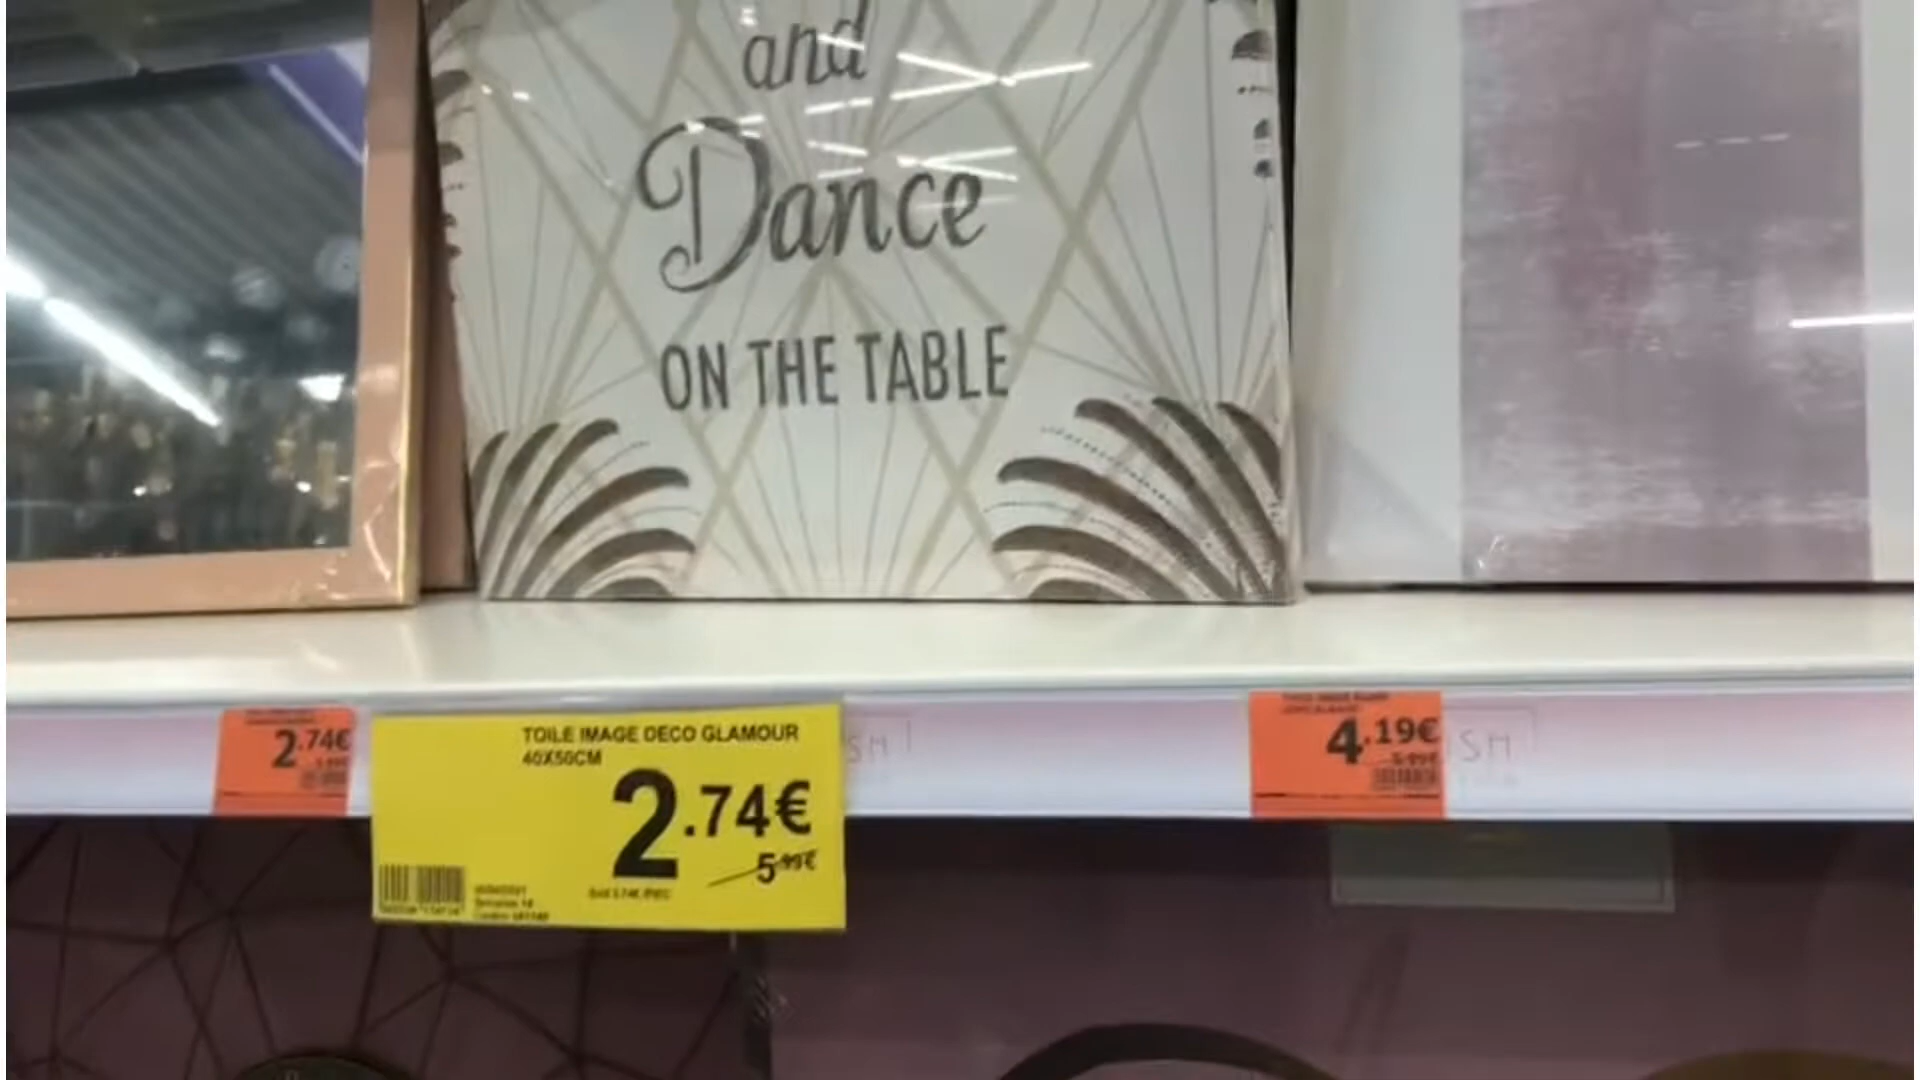 and
Dance
ON THE TABLE
2.74€
TOILE IMAGE DECO GLAMOUR
40X50CM
2.74€
5.99€
4.19€
5.99€